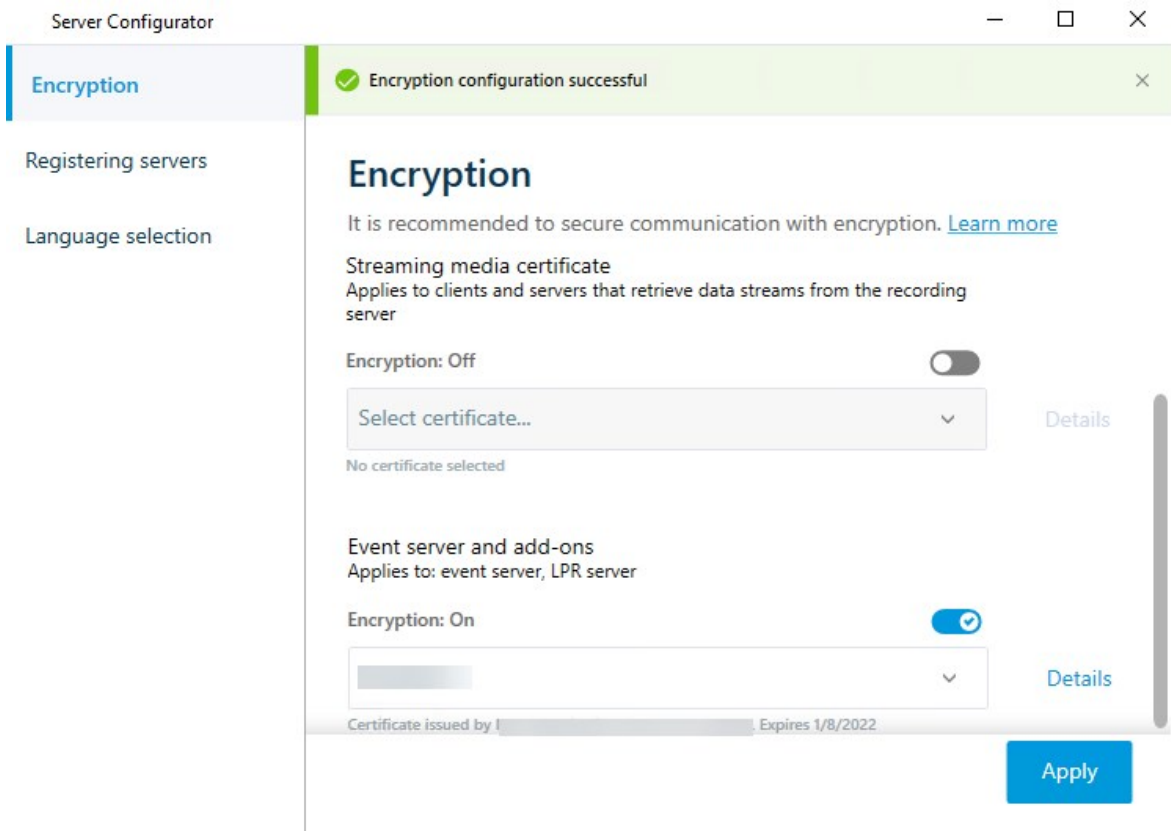 Server Configurator
Encryption
Registering servers
Language selection
Encryption configuration successful
Encryption
It is recommended to secure communication with encryption. Learn more
Streaming media certificate
Applies to clients and servers that retrieve data streams from the recording
server
Encryption: Off
Select certificate...
Details
No certificate selected
Event server and add-ons
Applies to: event server, LPR server
Encryption: On
Details
Certificate issued by
Expires 1/8/2022
Apply